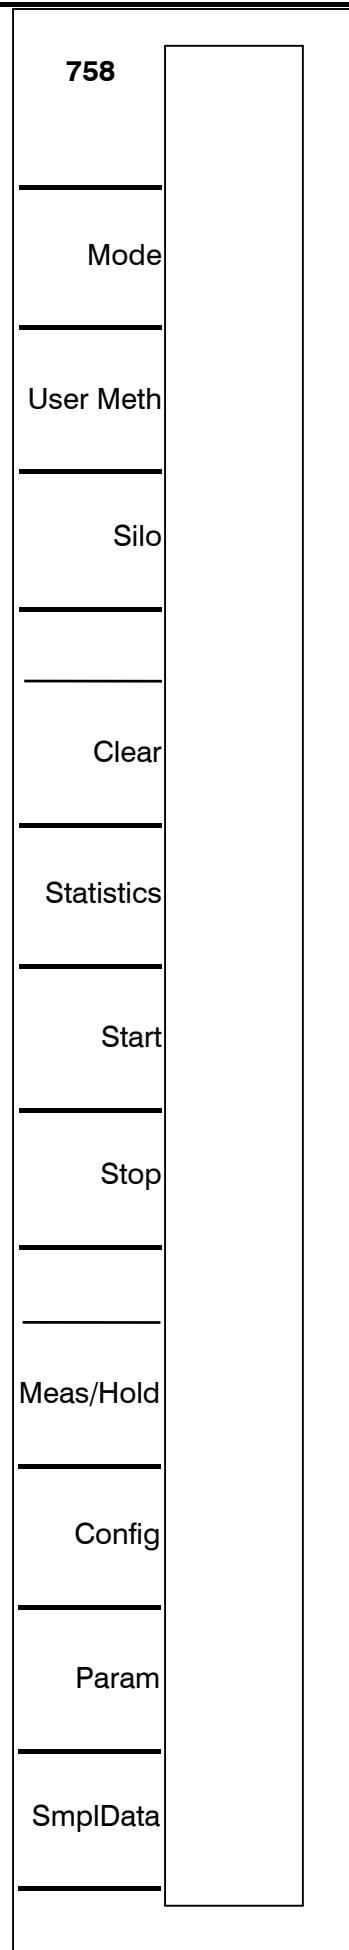 758
Mode
User Meth
Silo
Clear
Statistics
Start
Stop
Meas/Hold
Config
Param
SmplData